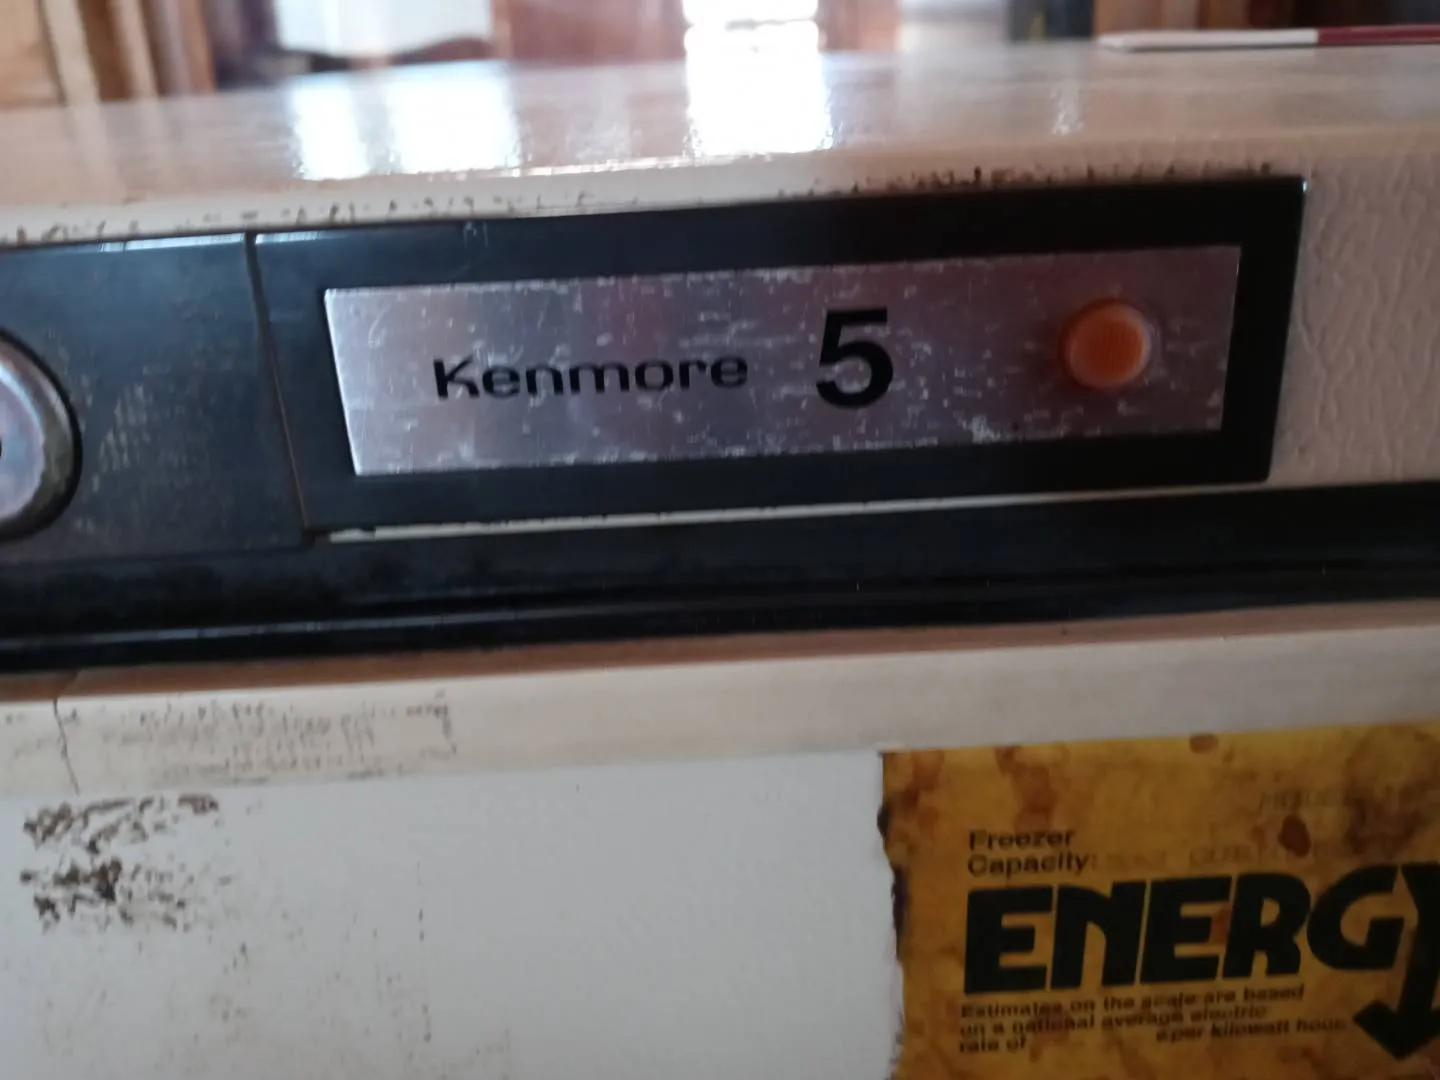 Kenmore 5
Freezer
Capacity:
ENERGY
Estimates on the scale are based
on a national average electric
rate of per kilowatt hour.